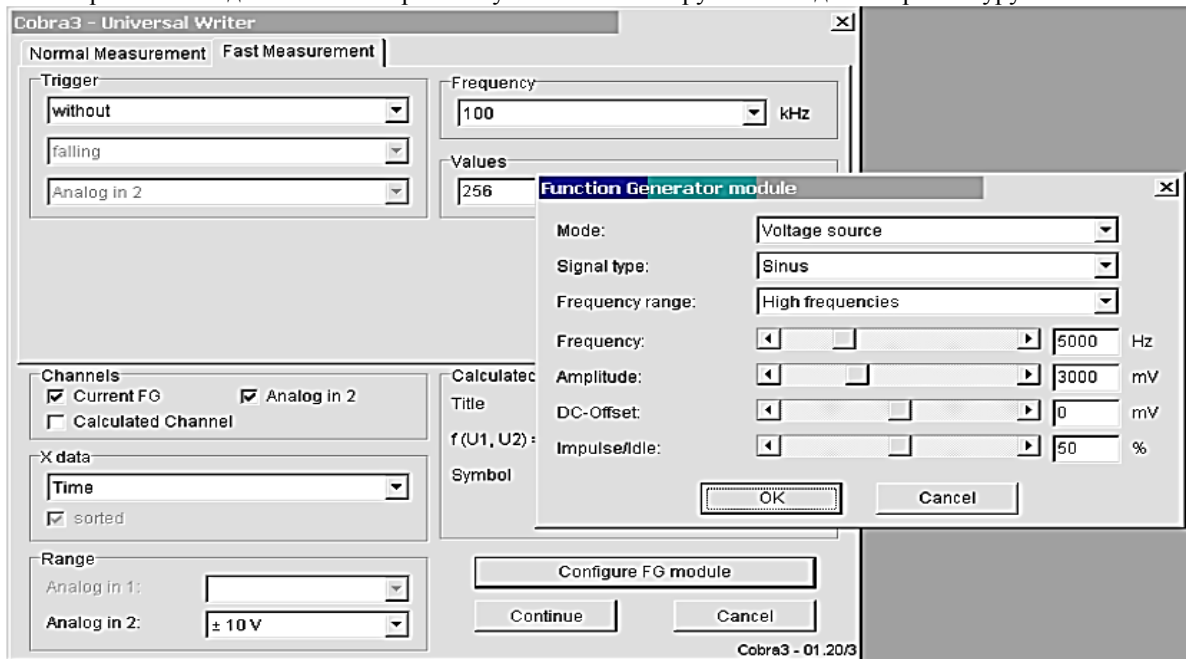 Cobra3 - Universal Writer
Normal Measurement
Fast Measurement
Trigger
without
falling
Analog in 2
Frequency
100
kHz
Values
256
Function Generator module
Mode:
Voltage source
Signal type:
Sinus
Frequency range:
High frequencies
Frequency:
5000
Hz
Amplitude:
3000
mV
DC-Offset:
0
mV
Impulse/Idle:
50
%
OK
Cancel
Channels
Current FG
Analog in 2
Calculated Channel
Calculated
Title
f (U1, U2) =
Symbol
X data
Time
sorted
Range
Analog in 1:
Analog in 2:
± 10 V
Configure FG module
Continue
Cancel
Cobra3 - 01.20/3